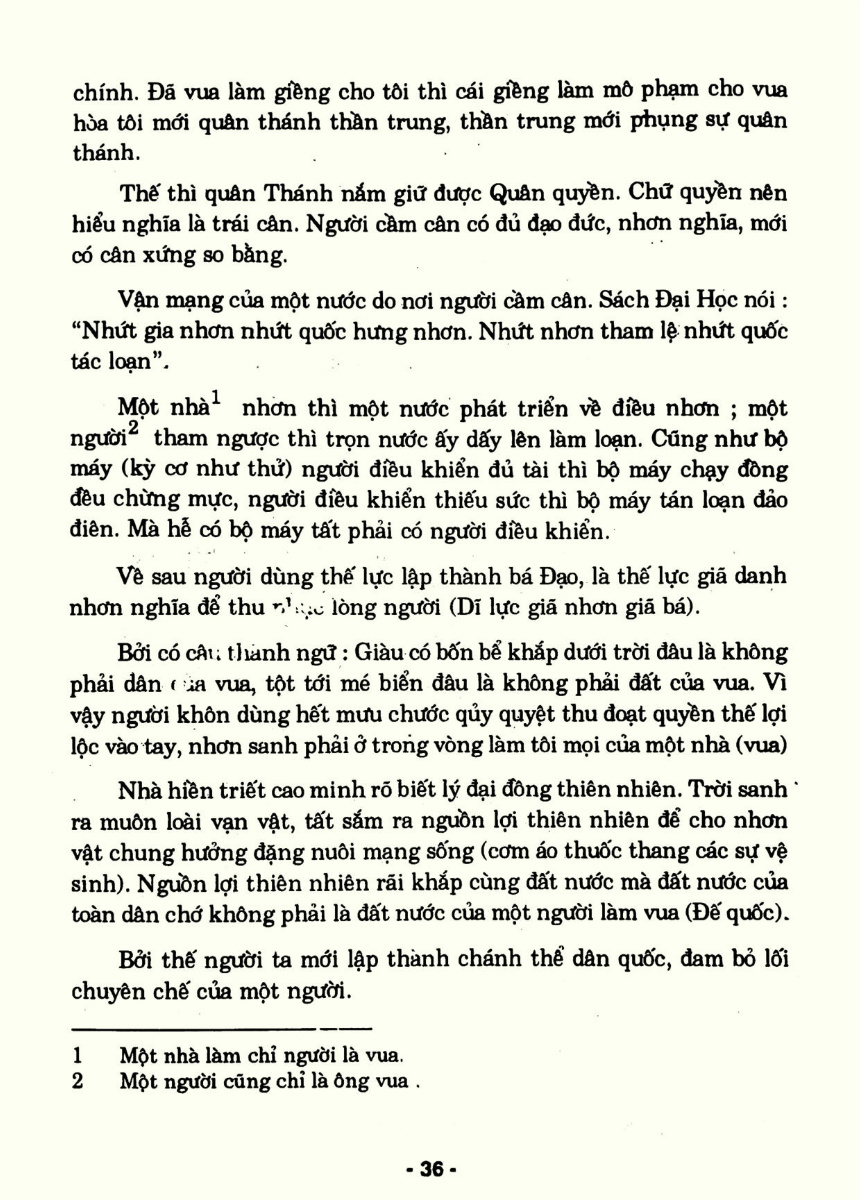 chính. Đã vua làm giềng cho tôi thì cái giềng làm mô phạm cho vua
hòa tôi mới quân thánh thần trung, thần trung mới phụng sự quân
thánh.
Thế thì quân Thánh nắm giữ được Quân quyền. Chữ quyền nên
hiểu nghĩa là trái cân. Người cầm cân có đủ đạo đức, nhơn nghĩa, mới
có cân xứng so bằng.
Vận mạng của một nước do nơi người cầm cân. Sách Đại Học nói :
“Nhứt gia nhơn nhứt quốc hưng nhơn. Nhứt nhơn tham lệ nhứt quốc
tác loạn”.
Một nhà1 nhơn thì một nước phát triển về điều nhơn ; một
người2 tham ngược thì trọn nước ấy dấy lên làm loạn. Cũng như bộ
máy (kỳ cơ như thử) người điều khiển đủ tài thì bộ máy chạy đồng
đều chừng mực, người điều khiển thiếu sức thì bộ máy tán loạn đảo
điên. Mà hễ có bộ máy tất phải có người điều khiển.
Về sau người dùng thế lực lập thành bá Đạo, là thế lực giã danh
nhơn nghĩa để thu lòng người (Dĩ lực giã nhơn giã bá).
Bởi có câu thành ngữ : Giàu có bốn bể khắp dưới trời đâu là không
phải dân của vua, tột tới mé biển đâu là không phải đất của vua. Vì
vậy người khôn dùng hết mưu chước qủy quyệt thu đoạt quyền thế lợi
lộc vào tay, nhơn sanh phải ở trong vòng làm tôi mọi của một nhà (vua)
Nhà hiền triết cao minh rõ biết lý đại đồng thiên nhiên. Trời sanh
ra muôn loài vạn vật, tất sắm ra nguồn lợi thiên nhiên để cho nhơn
vật chung hưởng đặng nuôi mạng sống (cơm áo thuốc thang các sự vệ
sinh). Nguồn lợi thiên nhiên rãi khắp cùng đất nước mà đất nước của
toàn dân chớ không phải là đất nước của một người làm vua (Đế quốc).
Bởi thế người ta mới lập thành chánh thể dân quốc, đam bỏ lối
chuyên chế của một người.
1 Một nhà làm chỉ người là vua.
2 Một người cũng chỉ là ông vua .
- 36 -